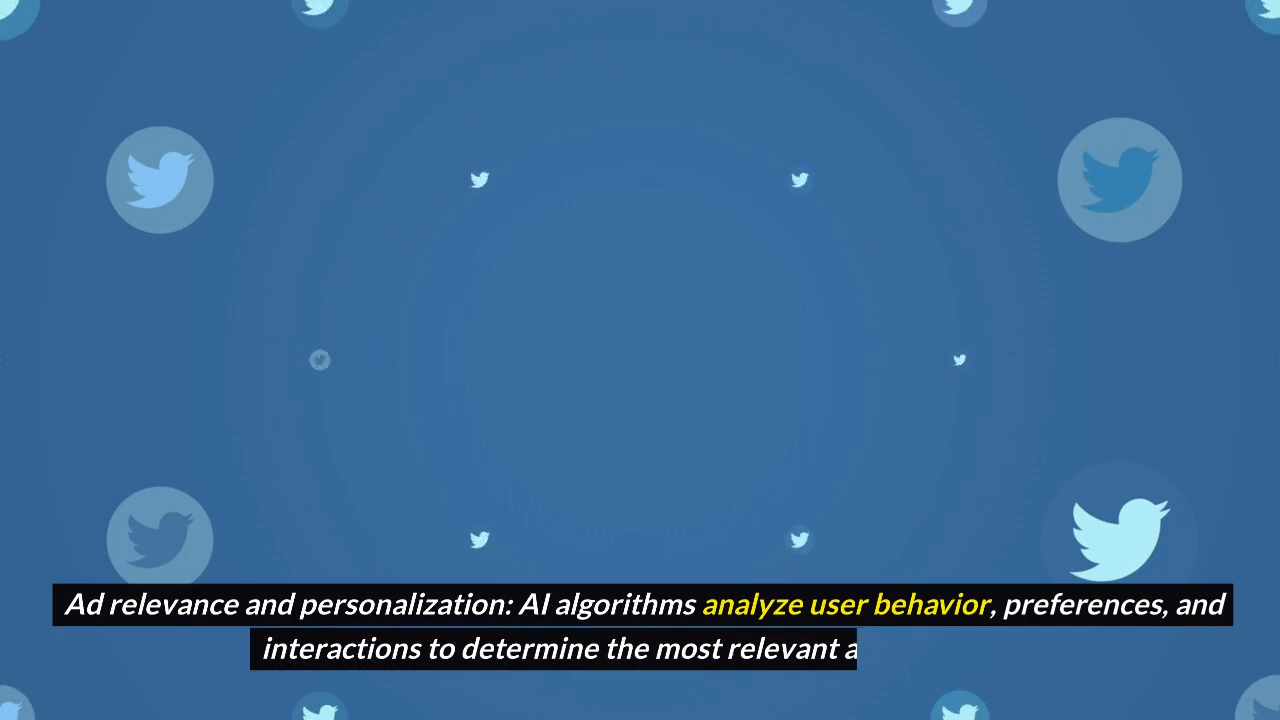 Ad relevance and personalization: AI algorithms analyze user behavior, preferences, and
interactions to determine the most relevant